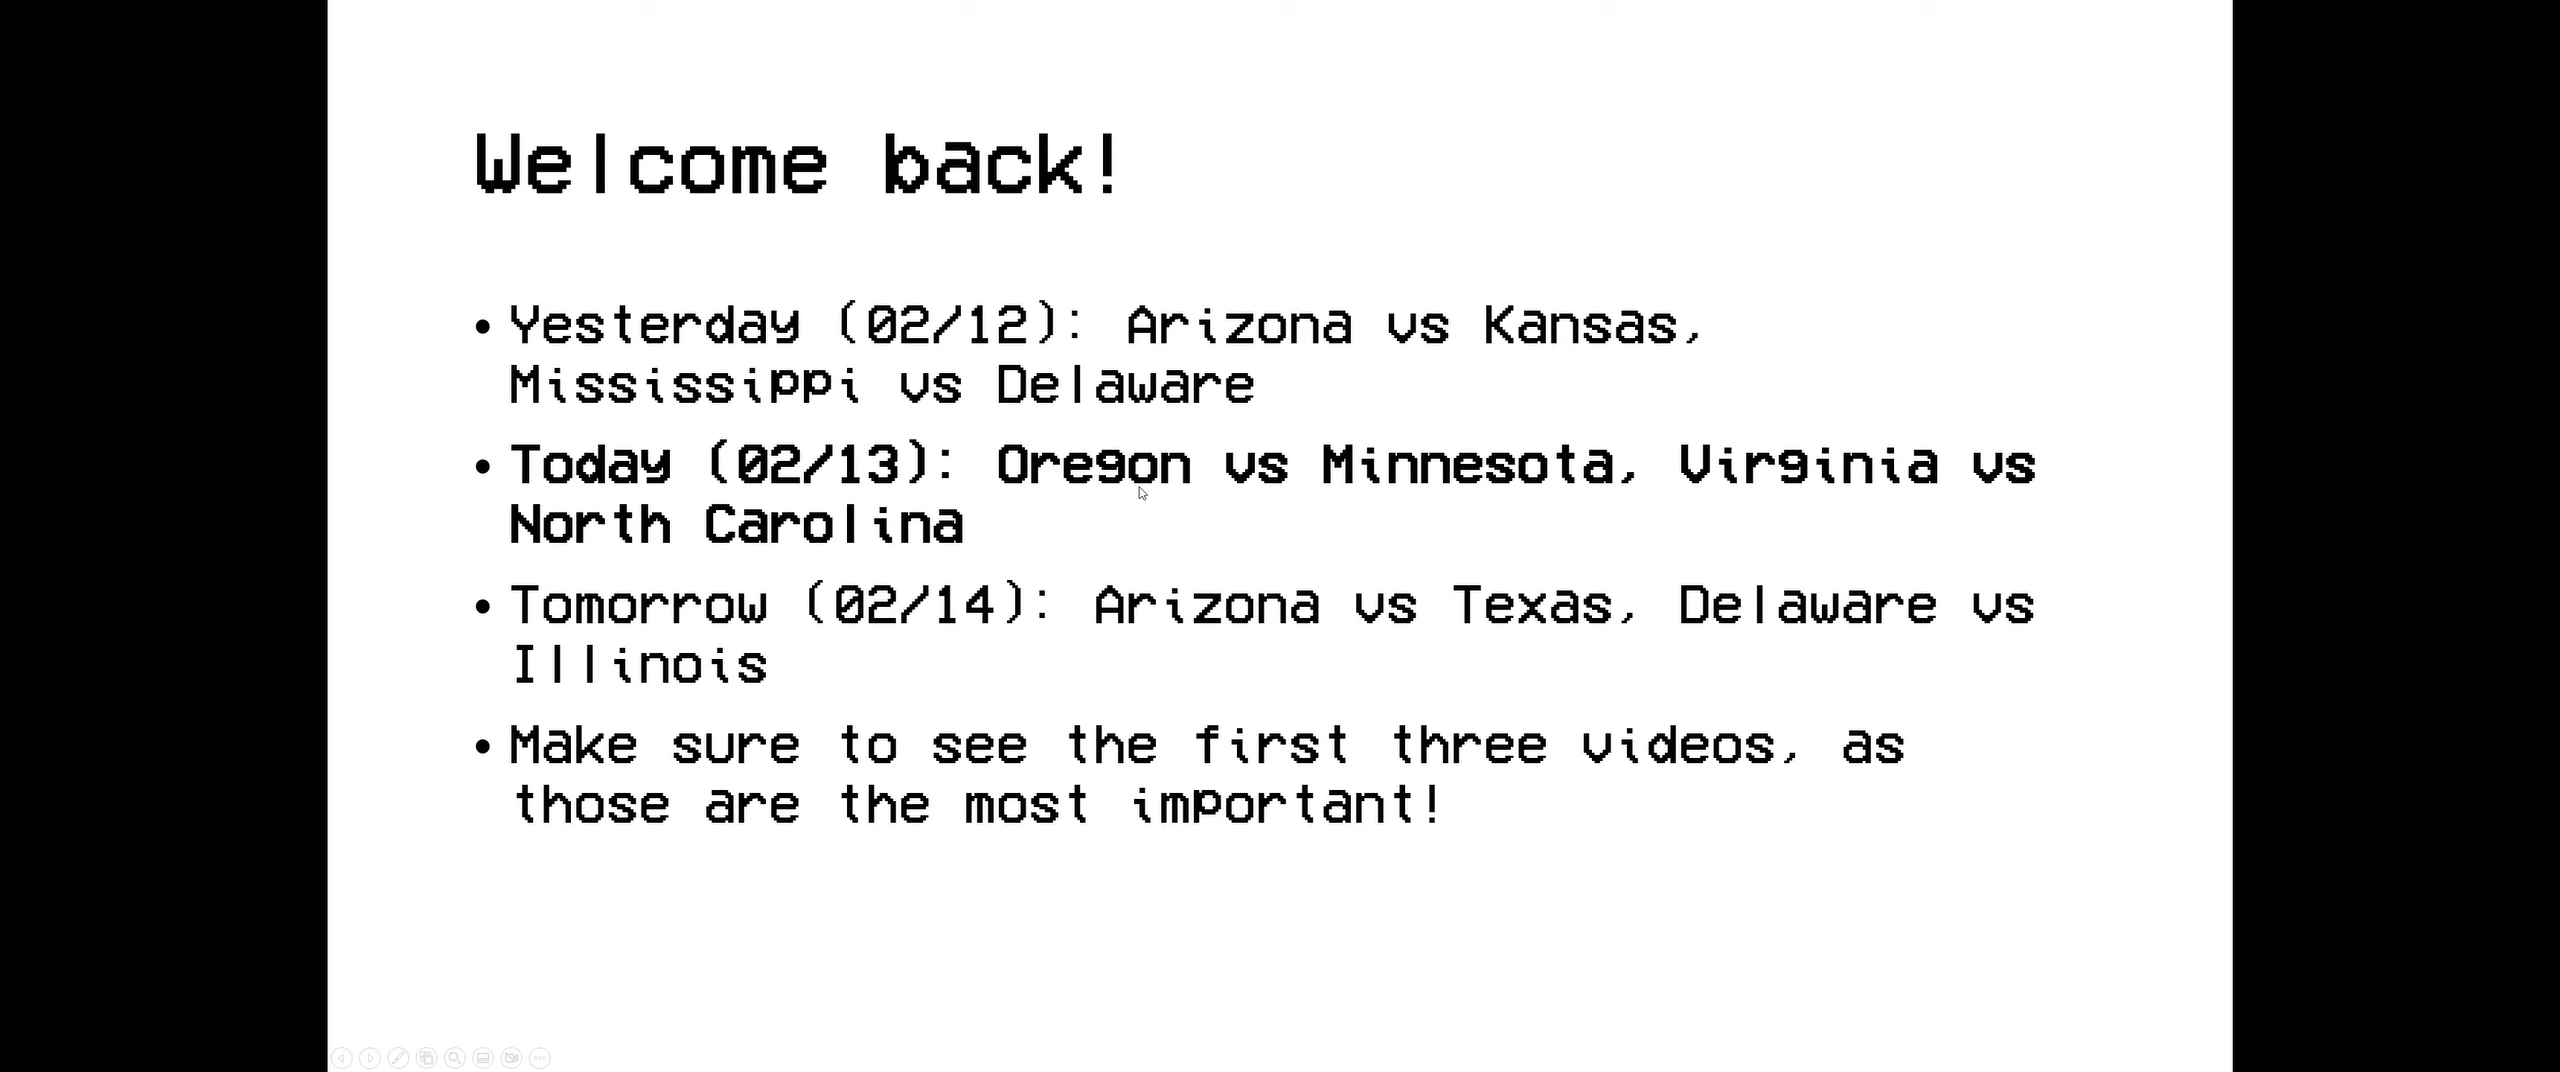 Welcome back!
• Yesterday (02/12): Arizona vs Kansas,
Mississippi vs Delaware
• Today (02/13): Oregon vs Minnesota, Virginia vs
North Carolina
• Tomorrow (02/14): Arizona vs Texas, Delaware vs
Illinois
• Make sure to see the first three videos, as
those are the most important!